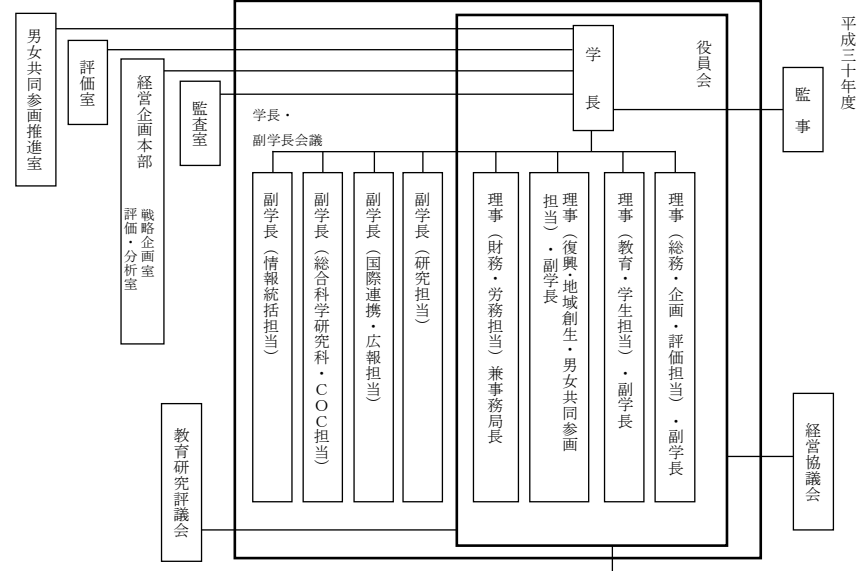 平成三十年度
監　事
経営協議会
役員会
学　長
理事（総務・企画・評価担当）・副学長
理事（教育・学生担当）・副学長
理事（復興・地域創生・男女共同参画
担当）・副学長
理事（財務・労務担当）兼事務局長
学長・
副学長会議
副学長（研究担当）
副学長（国際連携・広報担当）
副学長（総合科学研究科・ＣＯＣ担当）
副学長（情報統括担当）
監査室
教育研究評議会
経営企画本部
戦略企画室
評価・分析室
評価室
男女共同参画推進室